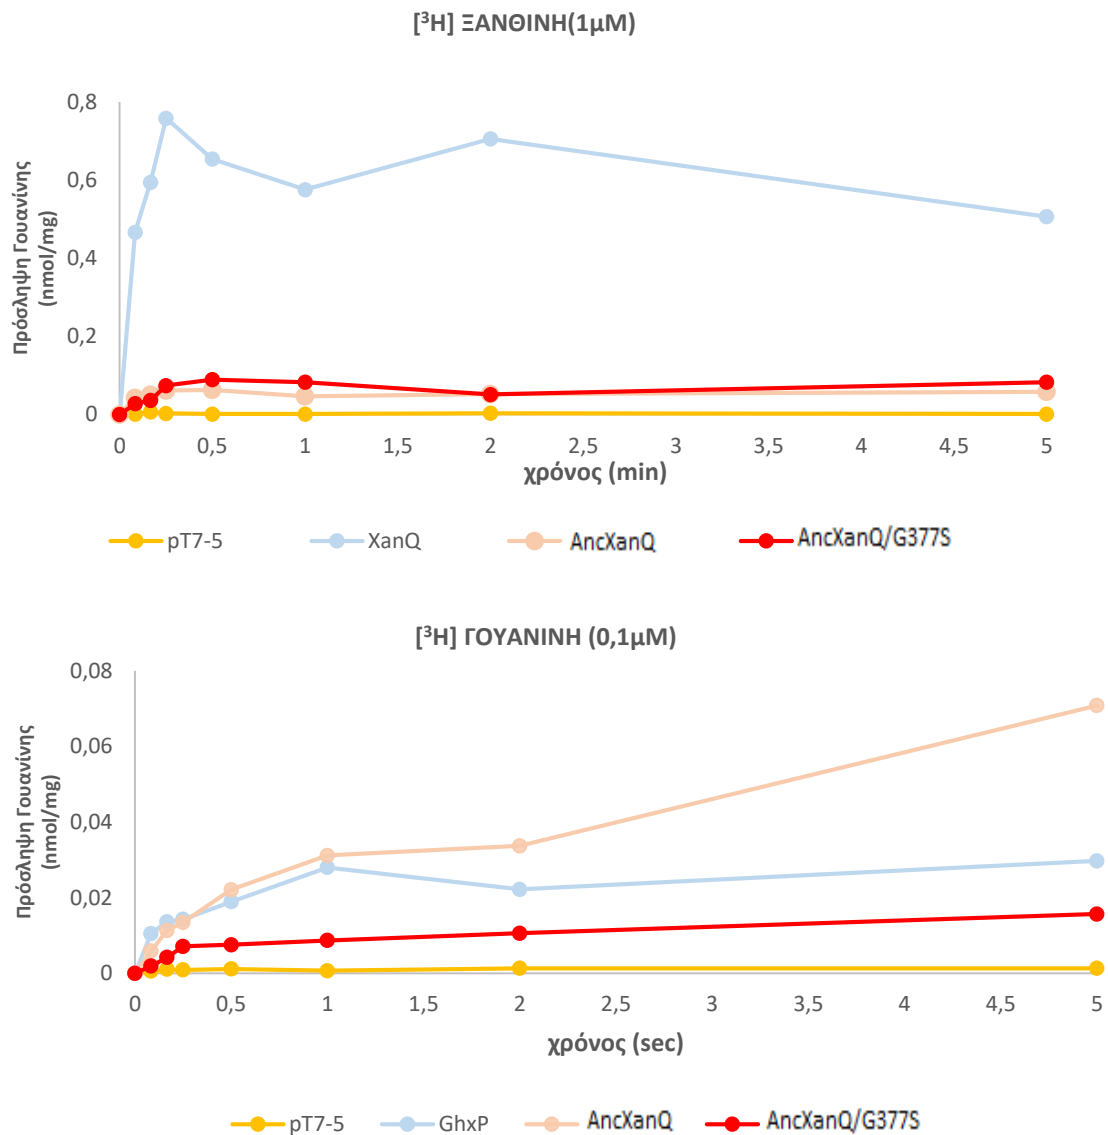 [³H] ΞΑΝΘΙΝΗ(1μM)
Πρόσληψη Γουανίνης
(nmol/mg)
0,8
0,6
0,4
0,2
0
0 0,5 1 1,5 2 2,5 3 3,5 4 4,5 5
χρόνος (min)
pT7-5 XanQ AncXanQ AncXanQ/G377S
[³H] ΓΟΥΑΝΙΝΗ (0,1μM)
Πρόσληψη Γουανίνης
(nmol/mg)
0,08
0,06
0,04
0,02
0
0 0,5 1 1,5 2 2,5 3 3,5 4 4,5 5
χρόνος (sec)
pT7-5 GhxP AncXanQ AncXanQ/G377S